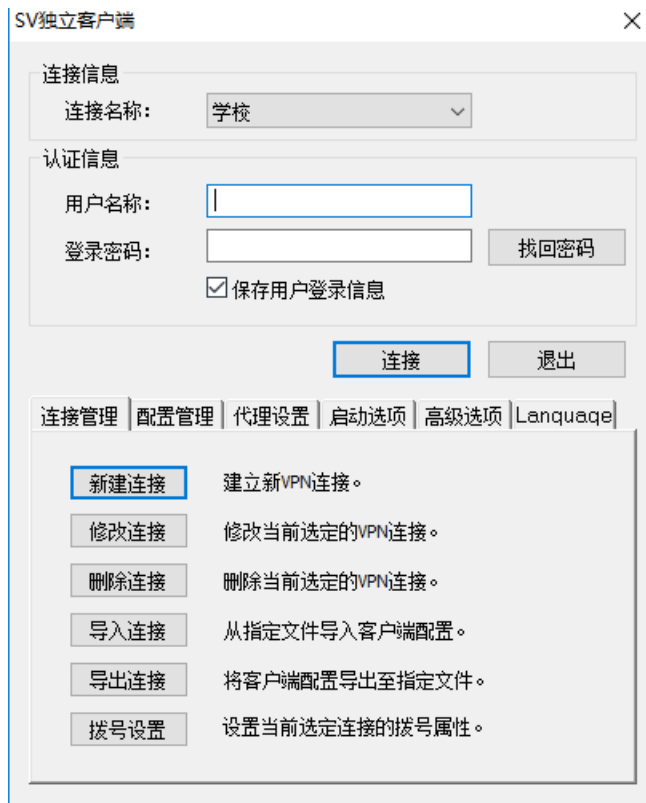 SV独立客户端
连接信息
连接名称：
学校
认证信息
用户名称：
登录密码：
找回密码
保存用户登录信息
连接
退出
连接管理 配置管理 代理设置 启动选项 高级选项 Language
新建连接 建立新VPN连接。
修改连接 修改当前选定的VPN连接。
删除连接 删除当前选定的VPN连接。
导入连接 从指定文件导入客户端配置。
导出连接 将客户端配置导出至指定文件。
拨号设置 设置当前选定连接的拨号属性。